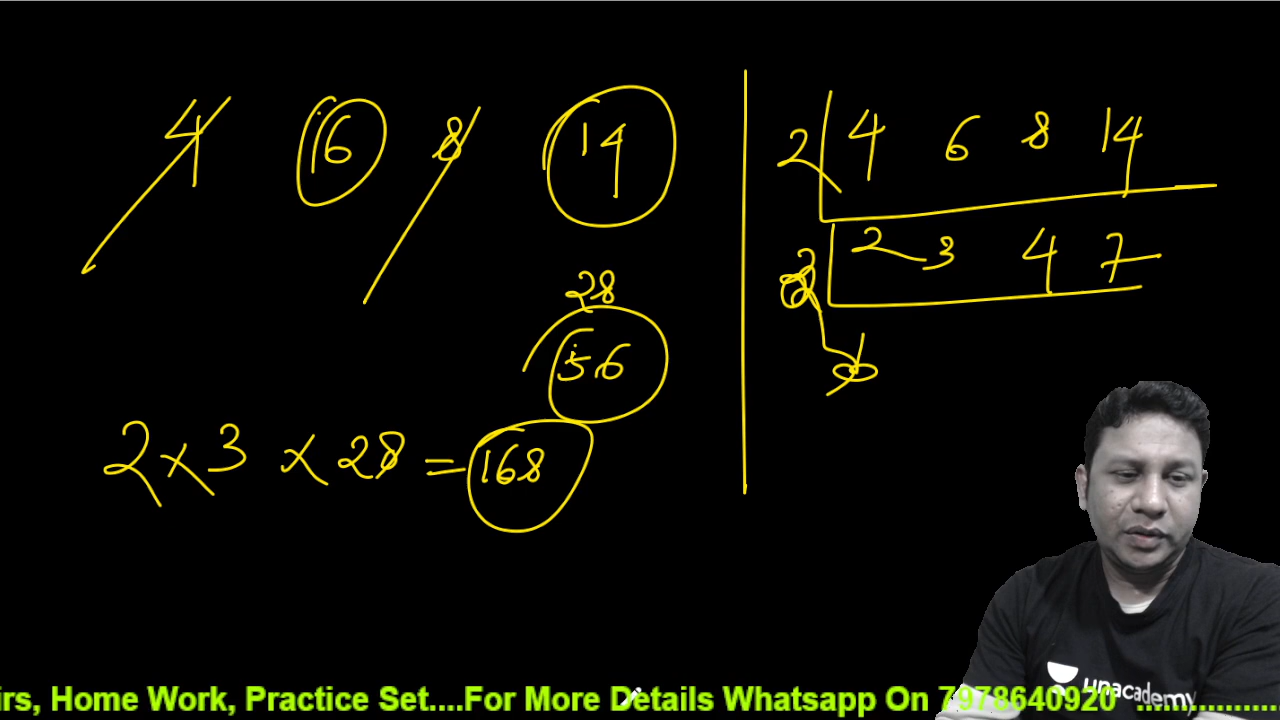 4 16 8 14
28
56
2 × 3 × 28 = 168
2 4 6 8 14
2 3 4 7
unacademy
irs, Home Work, Practice Set....For More Details Whatsapp On 7978640920 ..................